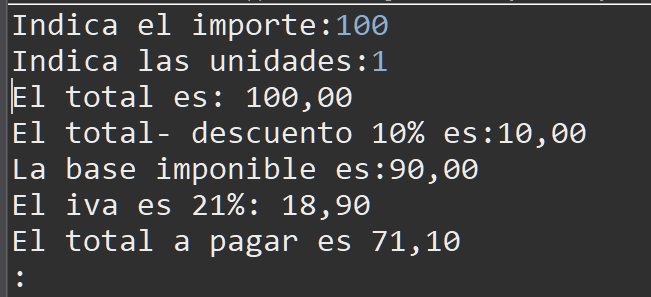 Indica el importe:100
Indica las unidades:1
El total es: 100,00
El total- descuento 10% es:10,00
La base imponible es:90,00
El iva es 21%: 18,90
El total a pagar es 71,10
: